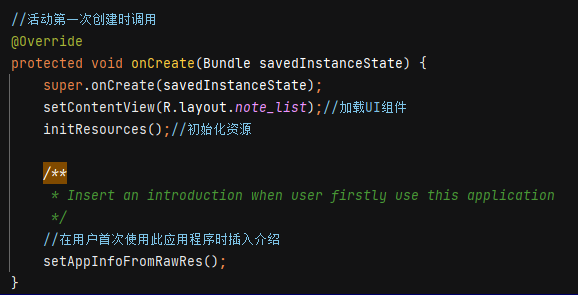 //活动第一次创建时调用
@Override
protected void onCreate(Bundle savedInstanceState) {
    super.onCreate(savedInstanceState);
    setContentView(R.layout.note_list);//加载UI组件
    initResources();//初始化资源

    /**
     * Insert an introduction when user firstly use this application
     */
    //在用户首次使用此应用程序时插入介绍
    setAppInfoFromRawRes();
}